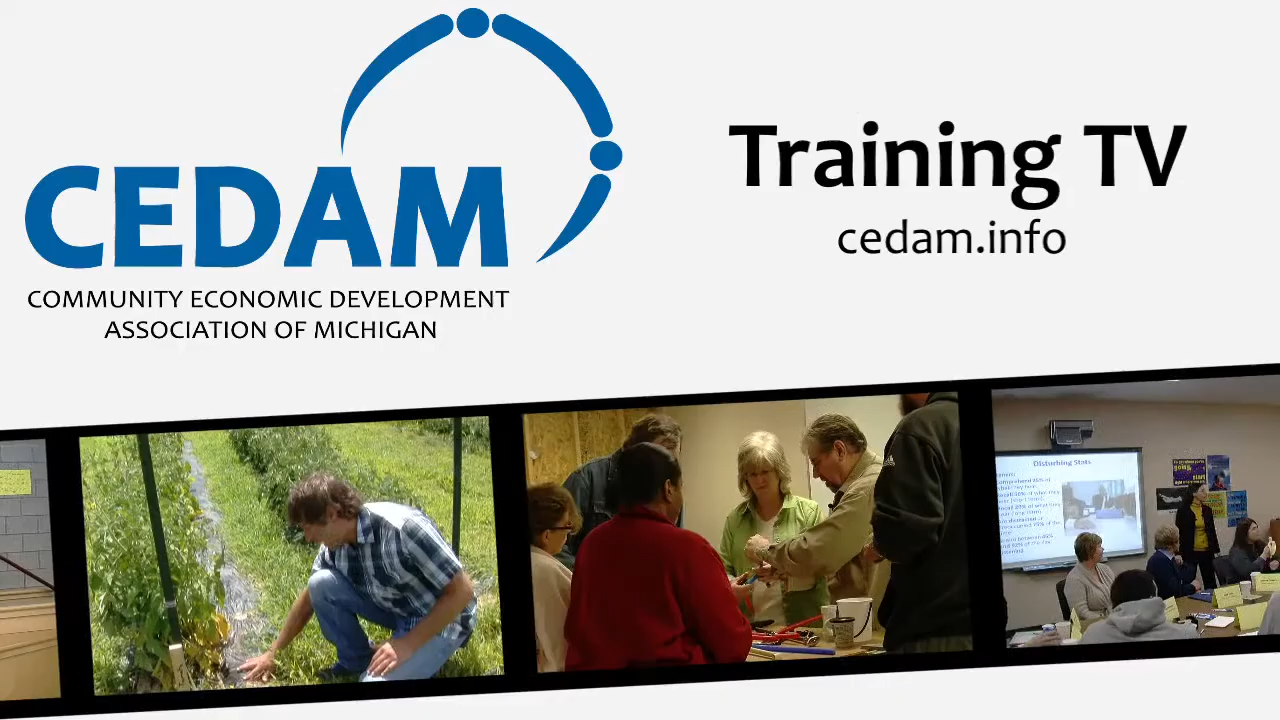 CEDAM
COMMUNITY ECONOMIC DEVELOPMENT
ASSOCIATION OF MICHIGAN
Training TV
cedam.info
Disturbing Stats